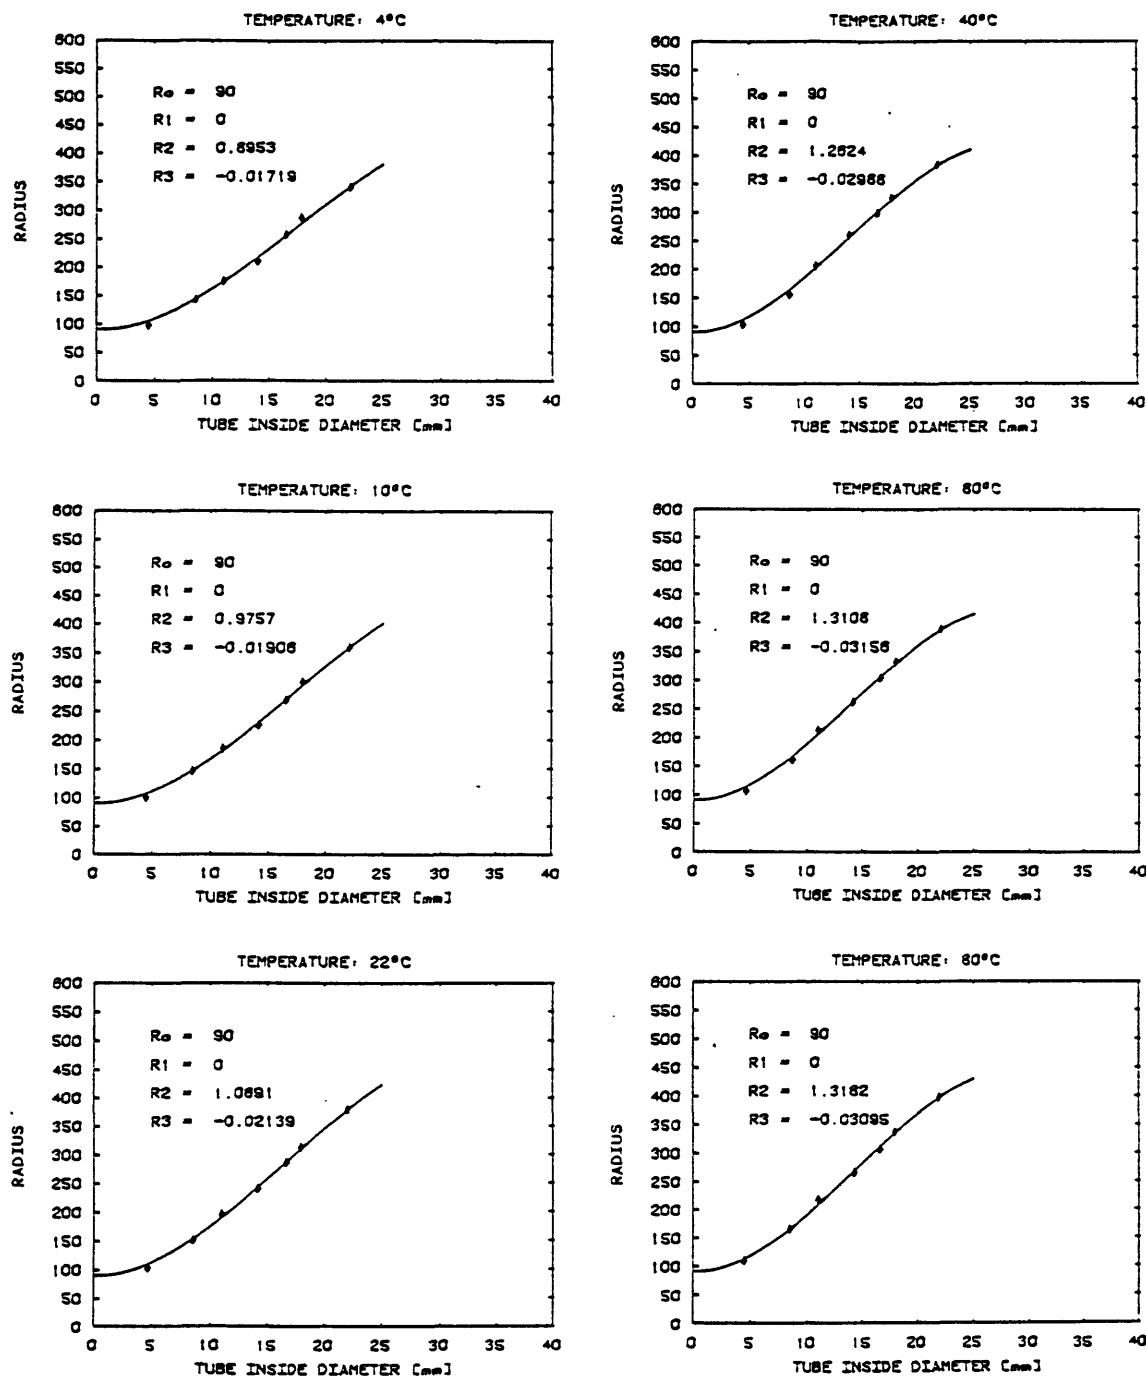 TEMPERATURE: 4°C
600
550
500
450
400
350
300
250
200
150
100
50
0
RADIUS
Ro = 90
R1 = 0
R2 = 0.8953
R3 = -0.01719
0 5 10 15 20 25 30 35 40
TUBE INSIDE DIAMETER [mm]
TEMPERATURE: 40°C
600
550
500
450
400
350
300
250
200
150
100
50
0
RADIUS
Ro = 90
R1 = 0
R2 = 1.2624
R3 = -0.02986
0 5 10 15 20 25 30 35 40
TUBE INSIDE DIAMETER [mm]
TEMPERATURE: 10°C
600
550
500
450
400
350
300
250
200
150
100
50
0
RADIUS
Ro = 90
R1 = 0
R2 = 0.9757
R3 = -0.01906
0 5 10 15 20 25 30 35 40
TUBE INSIDE DIAMETER [mm]
TEMPERATURE: 60°C
600
550
500
450
400
350
300
250
200
150
100
50
0
RADIUS
Ro = 90
R1 = 0
R2 = 1.3106
R3 = -0.03156
0 5 10 15 20 25 30 35 40
TUBE INSIDE DIAMETER [mm]
TEMPERATURE: 22°C
600
550
500
450
400
350
300
250
200
150
100
50
0
RADIUS
Ro = 90
R1 = 0
R2 = 1.0691
R3 = -0.02139
0 5 10 15 20 25 30 35 40
TUBE INSIDE DIAMETER [mm]
TEMPERATURE: 80°C
600
550
500
450
400
350
300
250
200
150
100
50
0
RADIUS
Ro = 90
R1 = 0
R2 = 1.3182
R3 = -0.03095
0 5 10 15 20 25 30 35 40
TUBE INSIDE DIAMETER [mm]